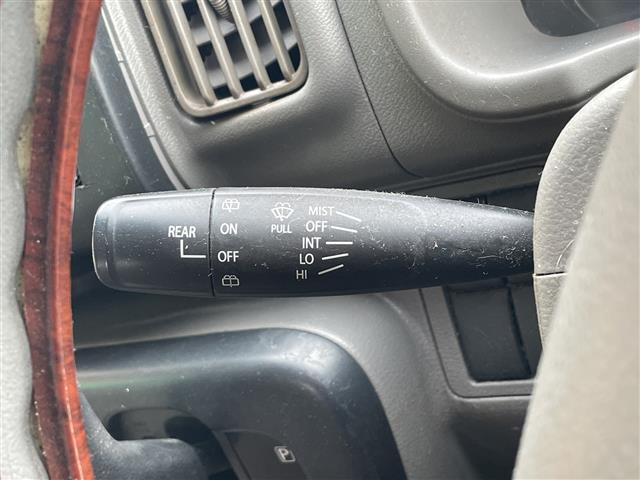 REAR
ON
OFF
PULL
MIST
OFF
INT
LO
HI
P